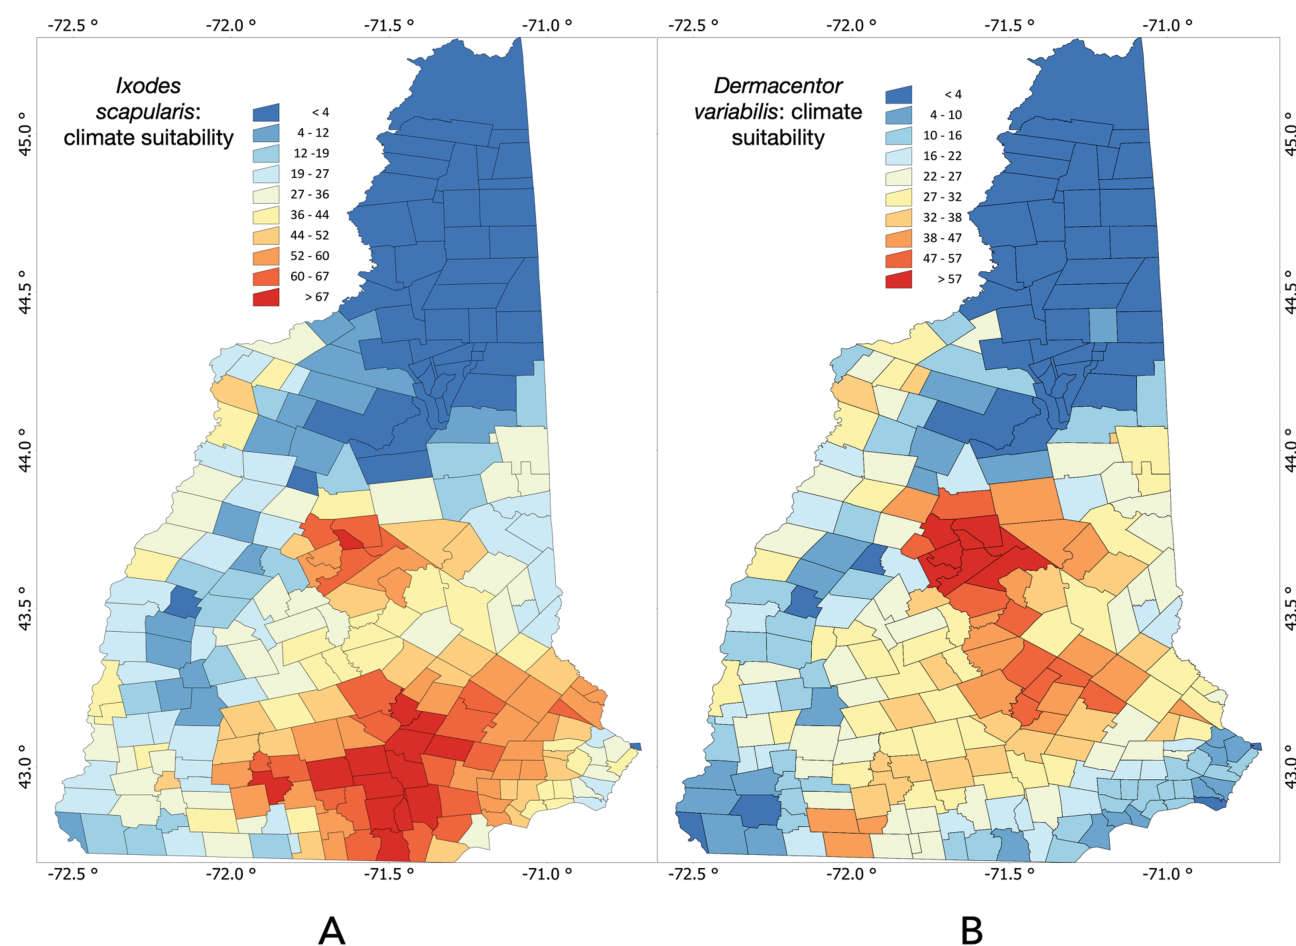 -72.5 ° -72.0 ° -71.5 ° -71.0 ° -72.5 ° -72.0 ° -71.5 ° -71.0 °
Ixodes
scapularis:
climate suitability
< 4
4 - 12
12 -19
19 - 27
27 - 36
36 - 44
44 - 52
52 - 60
60 - 67
> 67
Dermacentor
variabilis: climate
suitability
< 4
4 - 10
10 - 16
16 - 22
22 - 27
27 - 32
32 - 38
38 - 47
47 - 57
> 57
45.0 °
44.5 °
44.0 °
43.5 °
43.0 °
45.0 °
44.5 °
44.0 °
43.5 °
43.0 °
-72.5 ° -72.0 ° -71.5 ° -71.0 ° -72.5 ° -72.0 ° -71.5 ° -71.0 °
A B